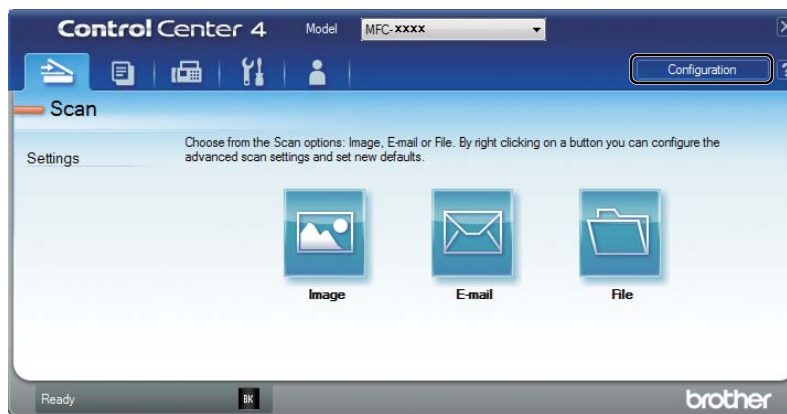 Control Center 4
Model
MFC-xxxx
Configuration
?
Scan
Settings
Choose from the Scan options: Image, E-mail or File. By right clicking on a button you can configure the
advanced scan settings and set new defaults.
Image
E-mail
File
Ready
BK
brother